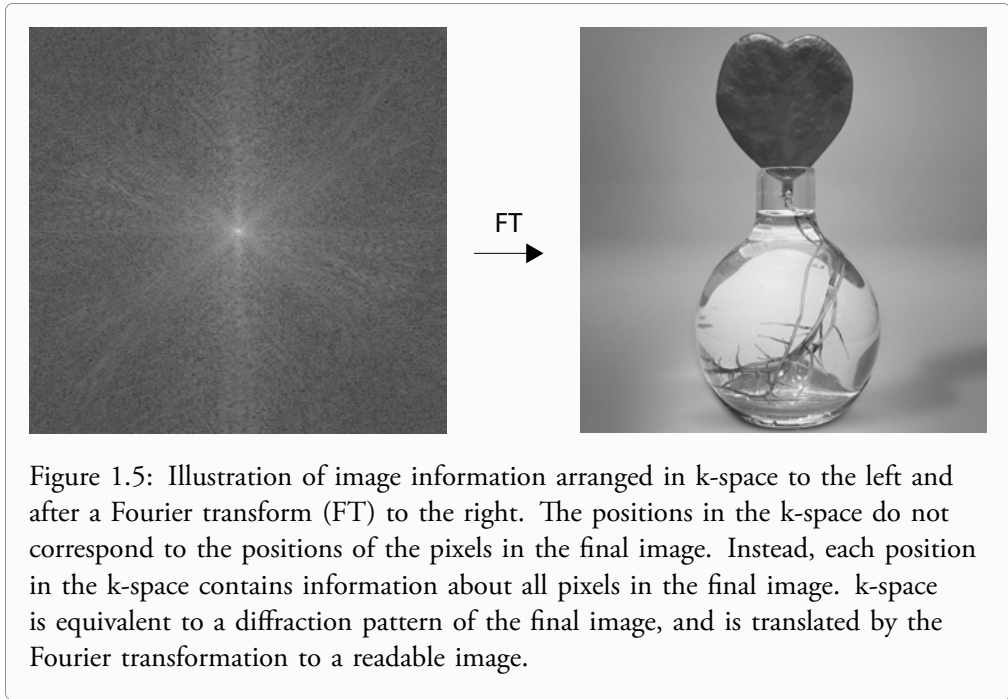 FT
Figure 1.5: Illustration of image information arranged in k-space to the left and
after a Fourier transform (FT) to the right. The positions in the k-space do not
correspond to the positions of the pixels in the final image. Instead, each position
in the k-space contains information about all pixels in the final image. k-space
is equivalent to a diffraction pattern of the final image, and is translated by the
Fourier transformation to a readable image.